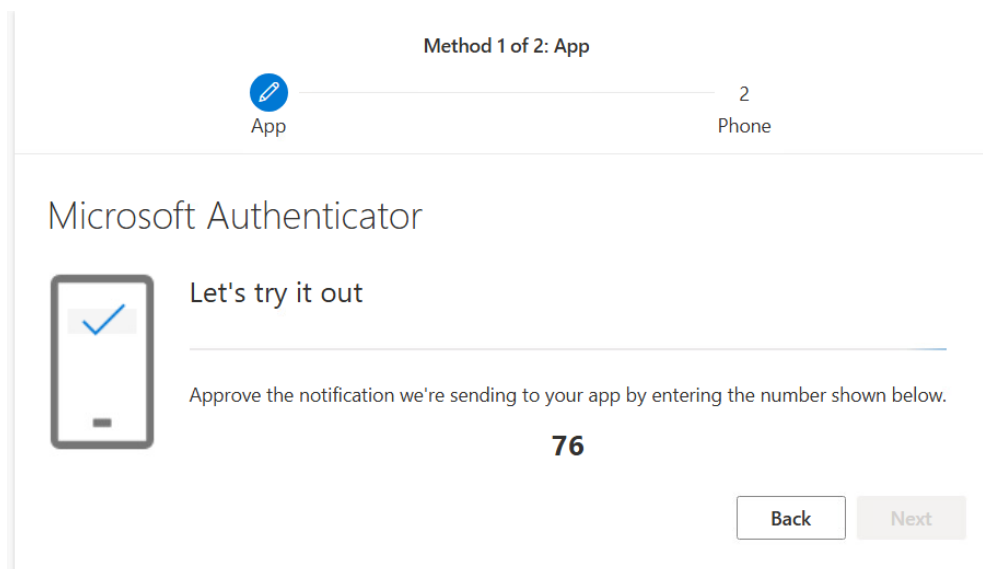 Method 1 of 2: App
2
App
Phone
Microsoft Authenticator
Let's try it out
Approve the notification we're sending to your app by entering the number shown below.
76
Back
Next